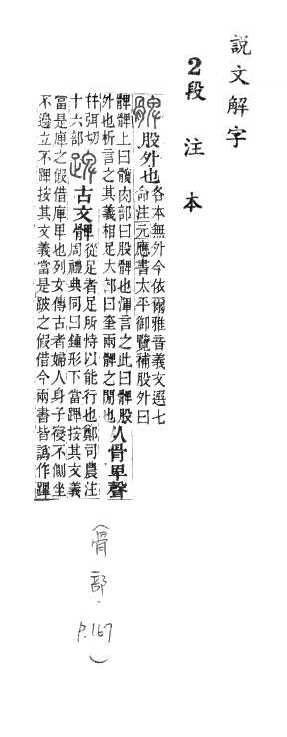 說文解字
2段注本
髀股外也各本無外今依爾雅音義文選七
命注元應書太平御覽補股外曰
髀髀上曰髖肉部曰股髀也渾言之此曰髀股
外也析言之其義相足大部曰奎兩髀之閒也从骨卑聲
幷弭切
十六部
古文髀從足者足所恃以能行也鄭司農注
周禮典同曰鐘形下當䠋按其文義
當是庳之假借庳卑也列女傳古者婦人身子寑不側坐
不邊立不蹕按其文義當是跛之假借今兩書皆譌作蹕
(骨部.P.167)